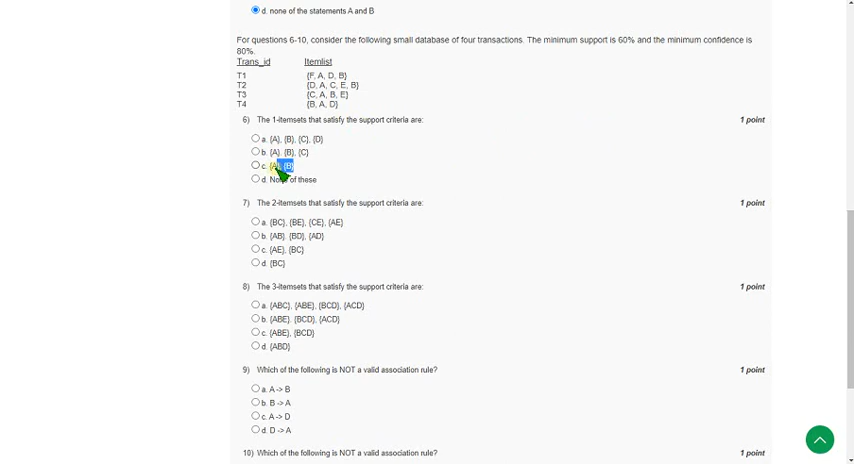 d. none of the statements A and B
For questions 6-10, consider the following small database of four transactions. The minimum support is 60% and the minimum confidence is
80%.
Trans_id Itemlist
T1 {F, A, D, B}
T2 {D, A, C, E, B}
T3 {C, A, B, E}
T4 {B, A, D}
6) The 1-itemsets that satisfy the support criteria are: 1 point
a. {A}, {B}, {C}, {D}
b. {A}, {B}, {C}
c. {A}, {B}
d. None of these
7) The 2-itemsets that satisfy the support criteria are: 1 point
a. {BC}, {BE}, {CE}, {AE}
b. {AB}. {BD}, {AD}
c. {AE}, {BC}
d. {BC}
8) The 3-itemsets that satisfy the support criteria are: 1 point
a. {ABC}, {ABE}, {BCD}, {ACD}
b. {ABE}. {BCD}, {ACD}
c. {ABE}, {BCD}
d. {ABD}
9) Which of the following is NOT a valid association rule? 1 point
a. A -> B
b. B -> A
c. A -> D
d. D -> A
10) Which of the following is NOT a valid association rule? 1 point